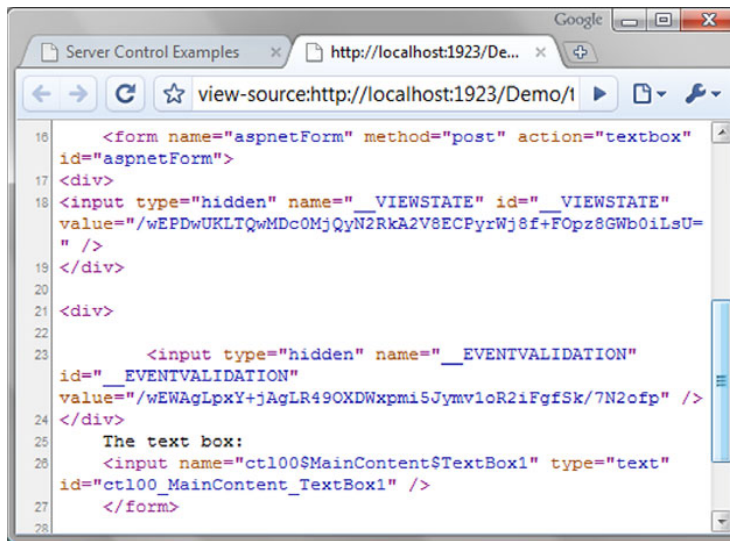 Google
Server Control Examples
http://localhost:1923/De...
view-source:http://localhost:1923/Demo/t
16 <form name="aspnetForm" method="post" action="textbox"
id="aspnetForm">
17 <div>
18 <input type="hidden" name="__VIEWSTATE" id="__VIEWSTATE"
value="/wEPDwUKLTQwMDc0MjQyN2RkA2V8ECPyrWj8f+FOpz8GWb0iLsU=
" />
19 </div>
20
21 <div>
22
23 <input type="hidden" name="__EVENTVALIDATION"
id="__EVENTVALIDATION"
value="/wEWAgLpxY+jAgLR49OXDWxpmi5Jymv1oR2iFgfSk/7N2ofp" />
24 </div>
25 The text box:
26 <input name="ctl00$MainContent$TextBox1" type="text"
id="ctl00_MainContent_TextBox1" />
27 </form>
28